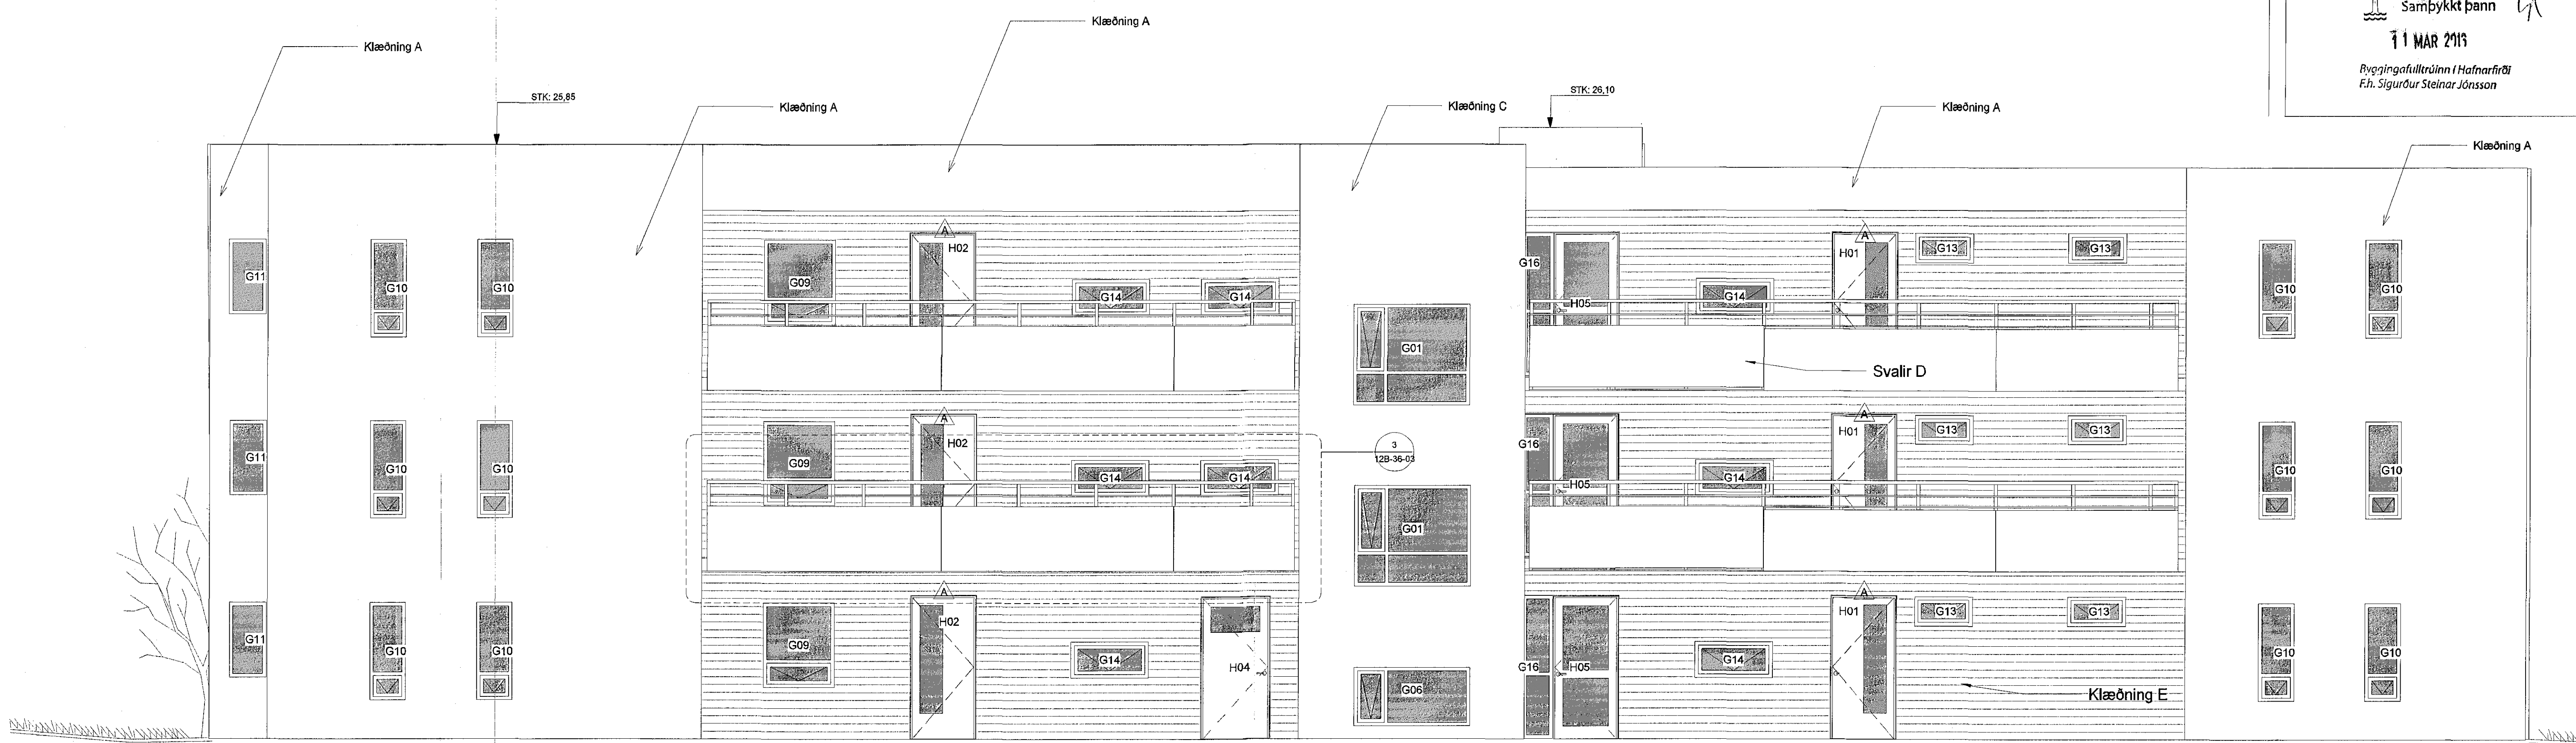 Samþykkt þann
11 MAR 2016
Byggingafulltrúinn í Hafnarfirði
F.h. Sigurður Steinar Jónsson
Klæðning A
Klæðning A
STK: 25,85
Klæðning A
Klæðning C
STK: 26,10
Klæðning A
Klæðning A
G11
G10
G10
G09
A
H02
G14
G14
G01
G16
H05
G14
A
H01
G13
G13
G10
G10
Svalir D
G11
G10
G10
G09
A
H02
G14
G14
3
12B-36-03
G01
G16
H05
G14
A
H01
G13
G13
G10
G10
G11
G10
G10
G09
A
H02
G14
H04
G06
G16
H05
G14
A
H01
G13
G13
G10
G10
Klæðning E